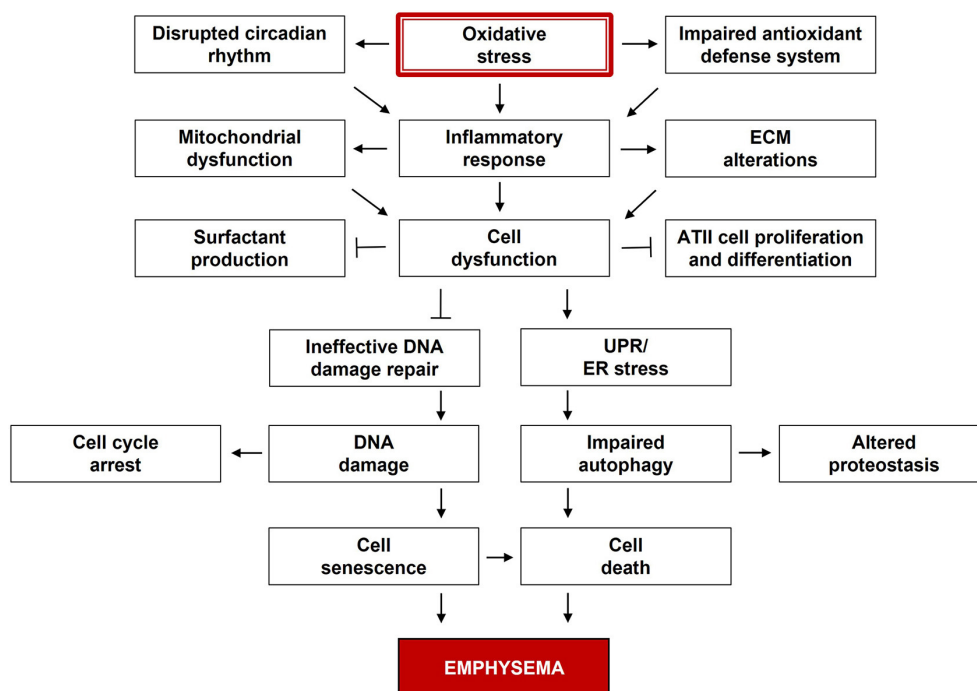 Disrupted circadian
rhythm
Oxidative
stress
Impaired antioxidant
defense system
Mitochondrial
dysfunction
Inflammatory
response
ECM
alterations
Surfactant
production
Cell
dysfunction
ATII cell proliferation
and differentiation
Ineffective DNA
damage repair
UPR/
ER stress
Cell cycle
arrest
DNA
damage
Impaired
autophagy
Altered
proteostasis
Cell
senescence
Cell
death
EMPHYSEMA